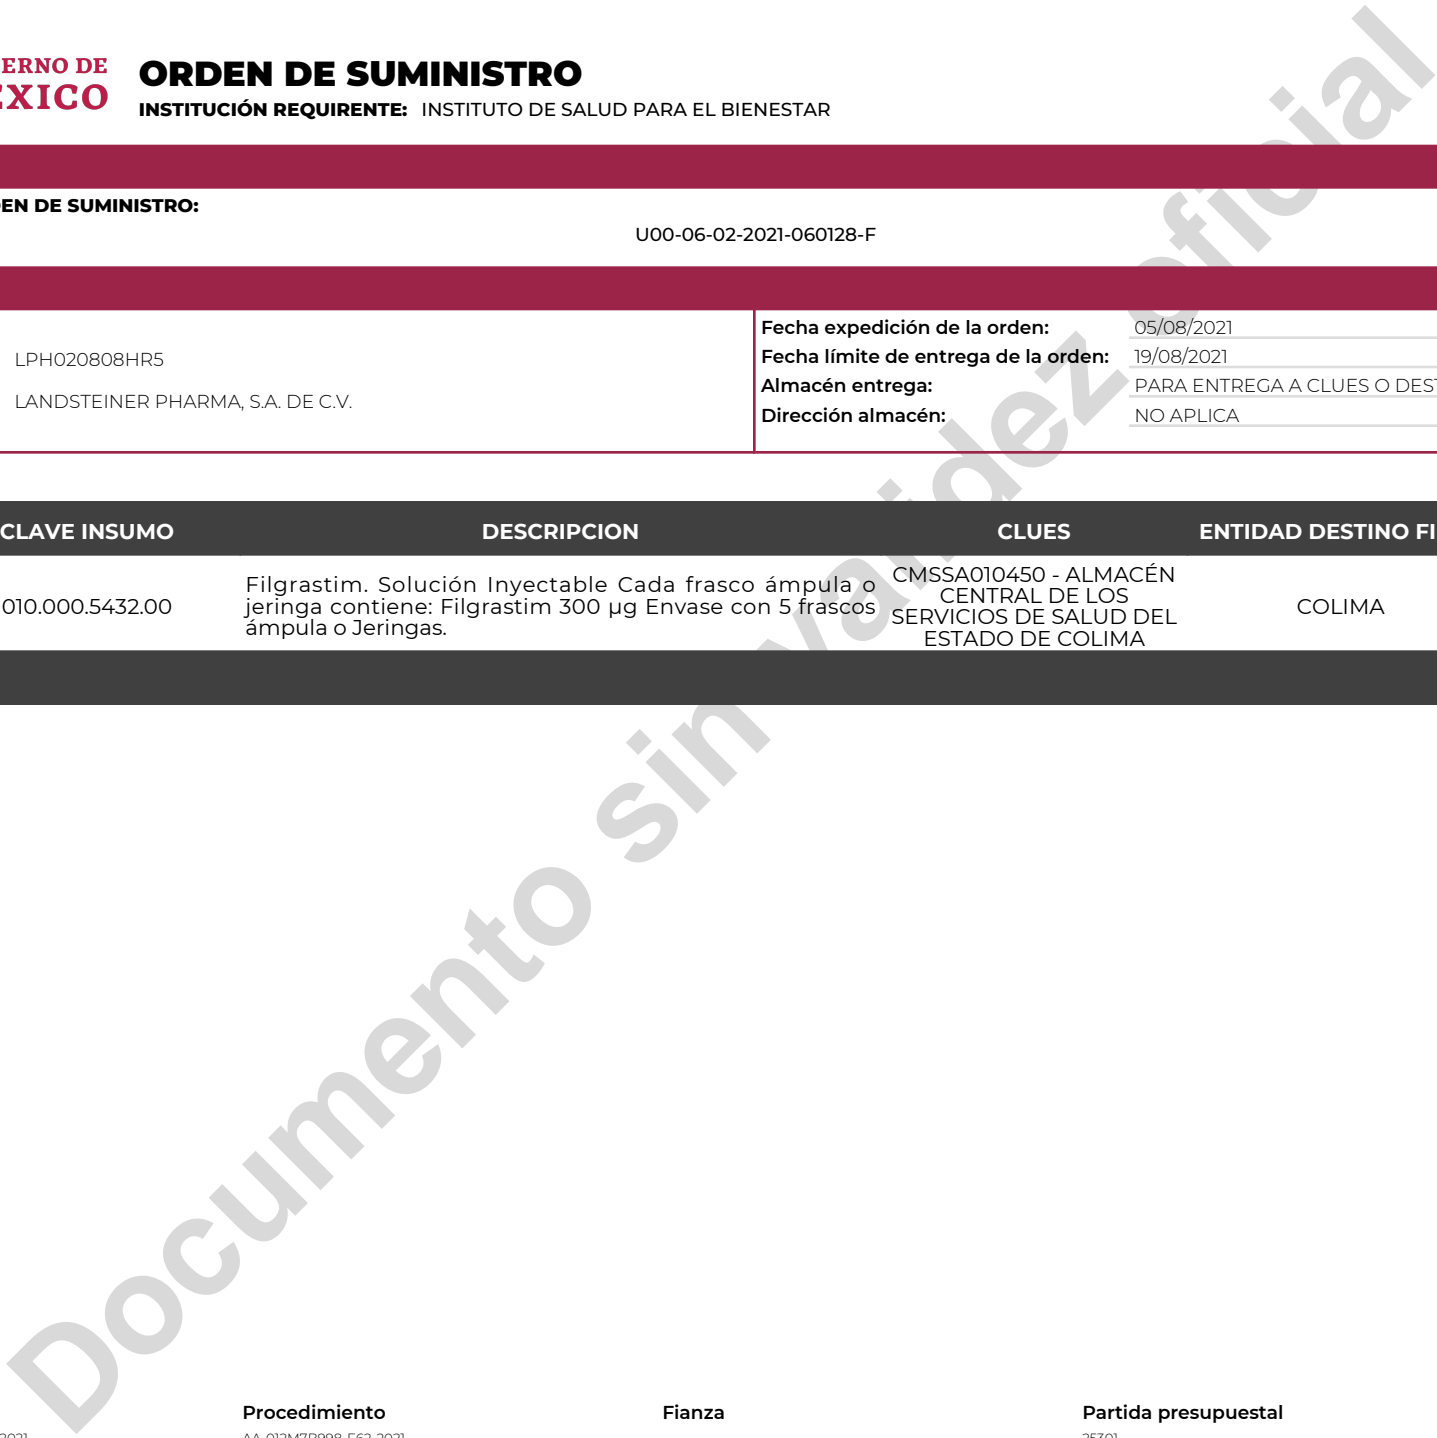 ERNO DE
EXICO
ORDEN DE SUMINISTRO
INSTITUCIÓN REQUIRENTE: INSTITUTO DE SALUD PARA EL BIENESTAR
EN DE SUMINISTRO:
U00-06-02-2021-060128-F
LPH020808HR5
LANDSTEINER PHARMA, S.A. DE C.V.
Fecha expedición de la orden: 05/08/2021
Fecha límite de entrega de la orden: 19/08/2021
Almacén entrega: PARA ENTREGA A CLUES O DEST
Dirección almacén: NO APLICA
CLAVE INSUMO DESCRIPCION CLUES ENTIDAD DESTINO FI
010.000.5432.00
Filgrastim. Solución Inyectable Cada frasco ámpula o
jeringa contiene: Filgrastim 300 µg Envase con 5 frascos
ámpula o Jeringas.
CMSSA010450 - ALMACÉN
CENTRAL DE LOS
SERVICIOS DE SALUD DEL
ESTADO DE COLIMA
COLIMA
Documento sin validez oficial
Procedimiento Fianza Partida presupuestal